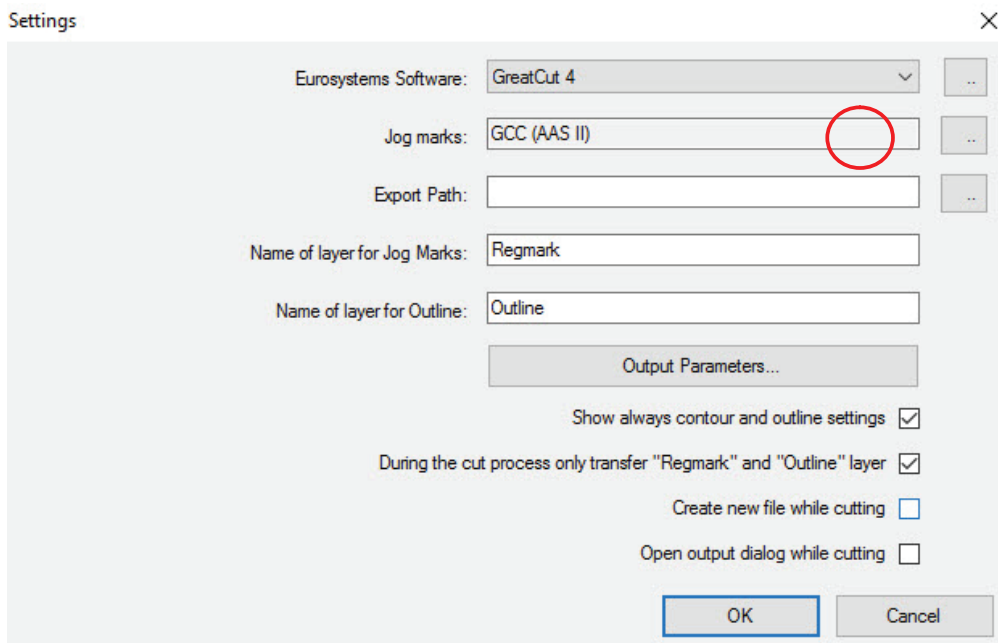 Settings
Eurosystems Software: GreatCut 4 ..
Jog marks: GCC (AAS II) ..
Export Path: ..
Name of layer for Jog Marks: Regmark
Name of layer for Outline: Outline
Output Parameters...
Show always contour and outline settings
During the cut process only transfer "Regmark" and "Outline" layer
Create new file while cutting
Open output dialog while cutting
OK Cancel